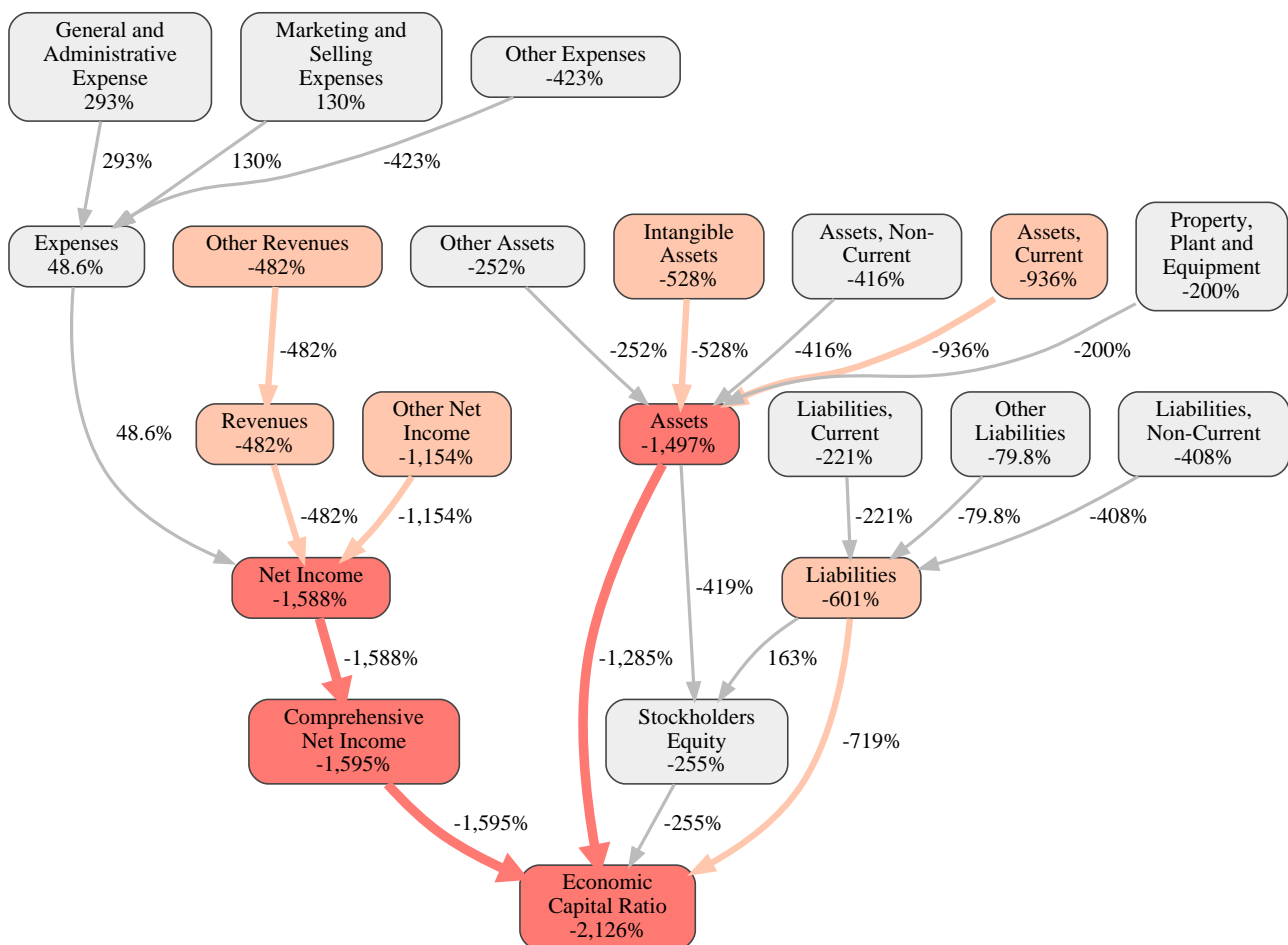 General and
Administrative
Expense
293%
Marketing and
Selling
Expenses
130%
Other Expenses
-423%
293%
130%
-423%
Expenses
48.6%
Other Revenues
-482%
Other Assets
-252%
Intangible
Assets
-528%
Assets, Non-
Current
-416%
Assets,
Current
-936%
Property,
Plant and
Equipment
-200%
-482%
-252%
-528%
-416%
-936%
-200%
48.6%
Revenues
-482%
Other Net
Income
-1,154%
Assets
-1,497%
Liabilities,
Current
-221%
Other
Liabilities
-79.8%
Liabilities,
Non-Current
-408%
-482%
-1,154%
-221%
-79.8%
-408%
Net Income
-1,588%
-419%
Liabilities
-601%
-1,588%
-1,285%
163%
Comprehensive
Net Income
-1,595%
Stockholders
Equity
-255%
-719%
-1,595%
-255%
Economic
Capital Ratio
-2,126%